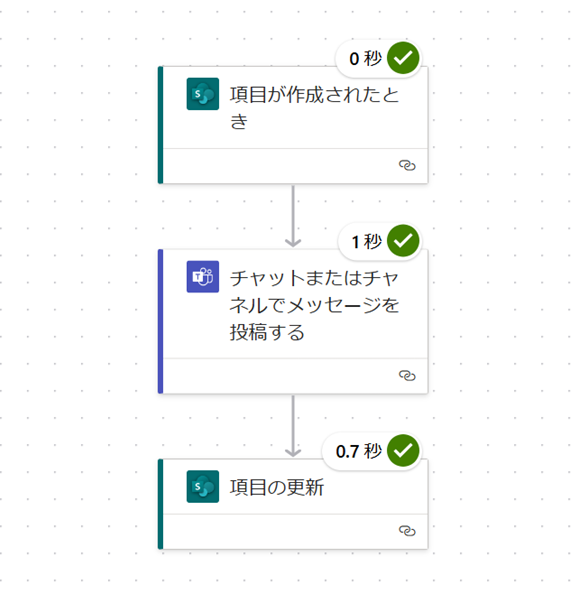 0 秒
項目が作成されたと
き
1 秒
チャットまたはチャ
ネルでメッセージを
投稿する
0.7 秒
項目の更新